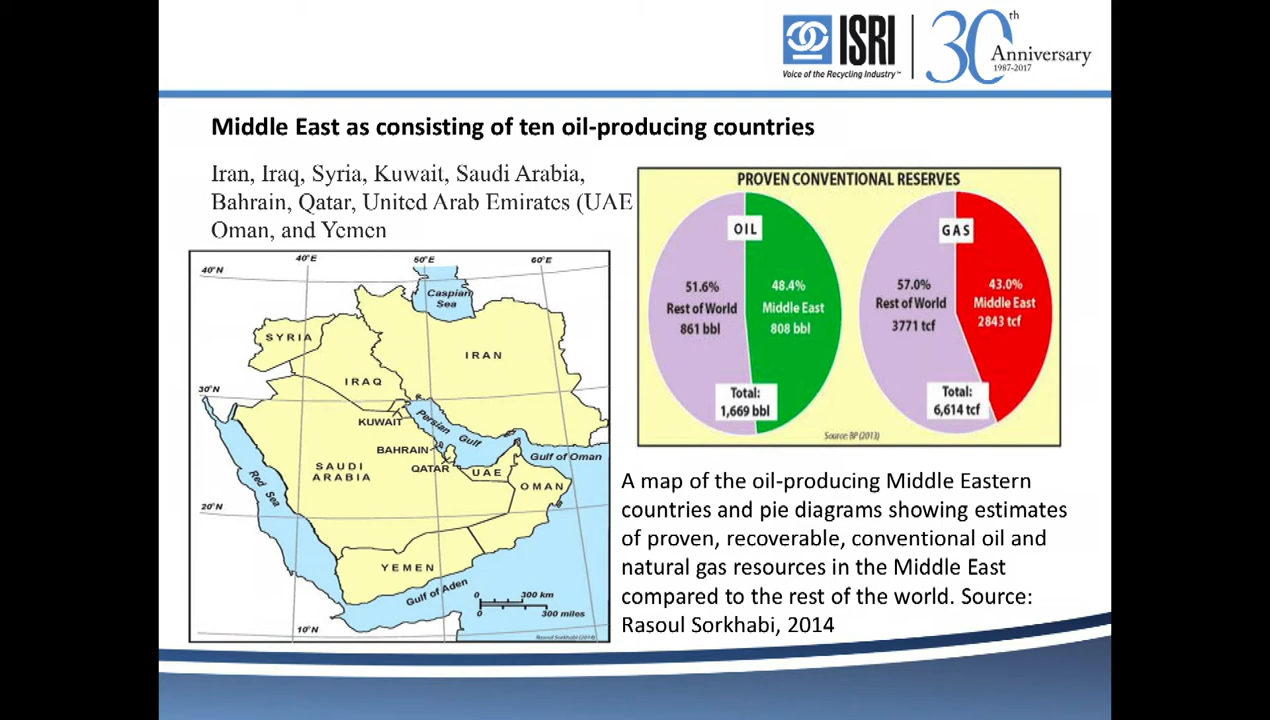 ISRI
Voice of the Recycling Industry™
30th
Anniversary
1987-2017
Middle East as consisting of ten oil-producing countries
Iran, Iraq, Syria, Kuwait, Saudi Arabia,
Bahrain, Qatar, United Arab Emirates (UAE
Oman, and Yemen
40°E
50°E
60°E
40°N
Caspian
Sea
SYRIA
IRAN
IRAQ
30°N
KUWAIT
Persian Gulf
BAHRAIN
QATAR
UAE
Gulf of Oman
SAUDI
ARABIA
OMAN
Red Sea
20°N
YEMEN
Gulf of Aden
0 300 km
0 300 miles
10°N
Rasoul Sorkhabi (2014)
PROVEN CONVENTIONAL RESERVES
OIL
51.6%
Rest of World
861 bbl
48.4%
Middle East
808 bbl
Total:
1,669 bbl
GAS
57.0%
Rest of World
3771 tcf
43.0%
Middle East
2843 tcf
Total:
6,614 tcf
Source: BP (2013)
A map of the oil-producing Middle Eastern
countries and pie diagrams showing estimates
of proven, recoverable, conventional oil and
natural gas resources in the Middle East
compared to the rest of the world. Source:
Rasoul Sorkhabi, 2014